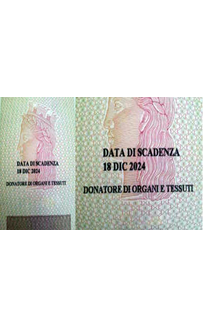 DATA DI SCADENZA
18 DIC 2024
DONATORE DI ORGANI E TESSUTI
DATA DI SCADENZA
18 DIC 2024
DONATORE DI ORGANI E TESSUTI